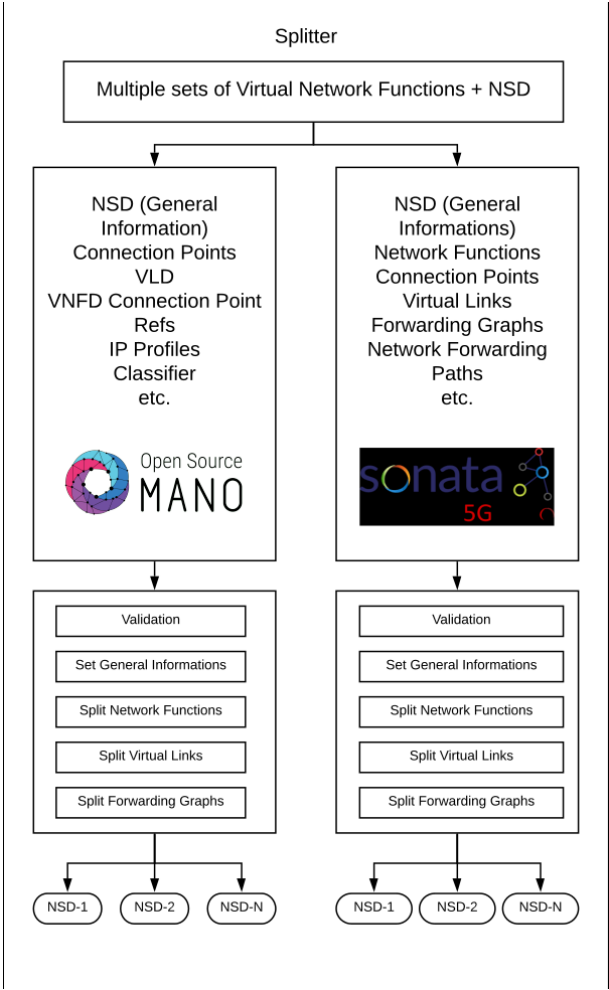 Splitter
Multiple sets of Virtual Network Functions + NSD
NSD (General
Information)
Connection Points
VLD
VNFD Connection Point
Refs
IP Profiles
Classifier
etc.
Open Source
MANO
NSD (General
Informations)
Network Functions
Connection Points
Virtual Links
Forwarding Graphs
Network Forwarding
Paths
etc.
sonata
5G
Validation
Set General Informations
Split Network Functions
Split Virtual Links
Split Forwarding Graphs
Validation
Set General Informations
Split Network Functions
Split Virtual Links
Split Forwarding Graphs
NSD-1
NSD-2
NSD-N
NSD-1
NSD-2
NSD-N